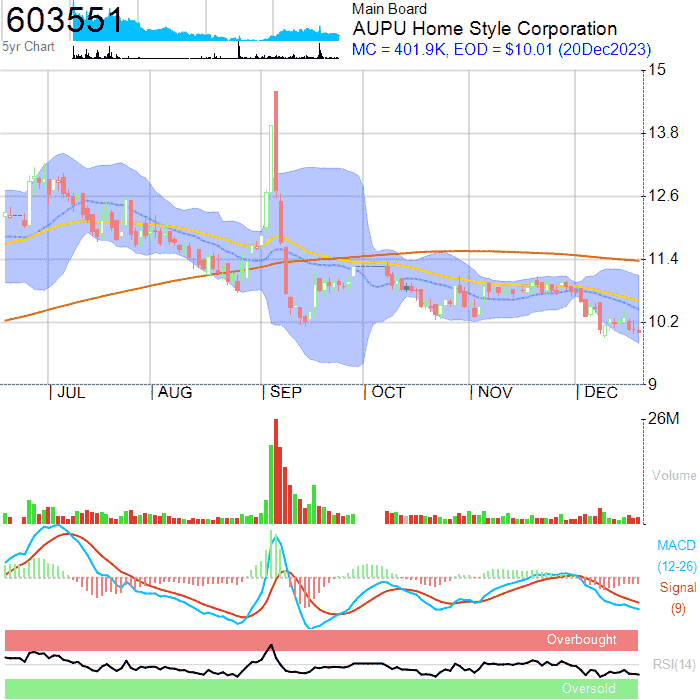 603551
5yr Chart
Main Board
AUPU Home Style Corporation
MC = 401.9K, EOD = $10.01 (20Dec2023)
15
13.8
12.6
11.4
10.2
9
| JUL | AUG | SEP | OCT | NOV | DEC
26M
Volume
MACD
(12-26)
Signal
(9)
Overbought
RSI(14)
Oversold